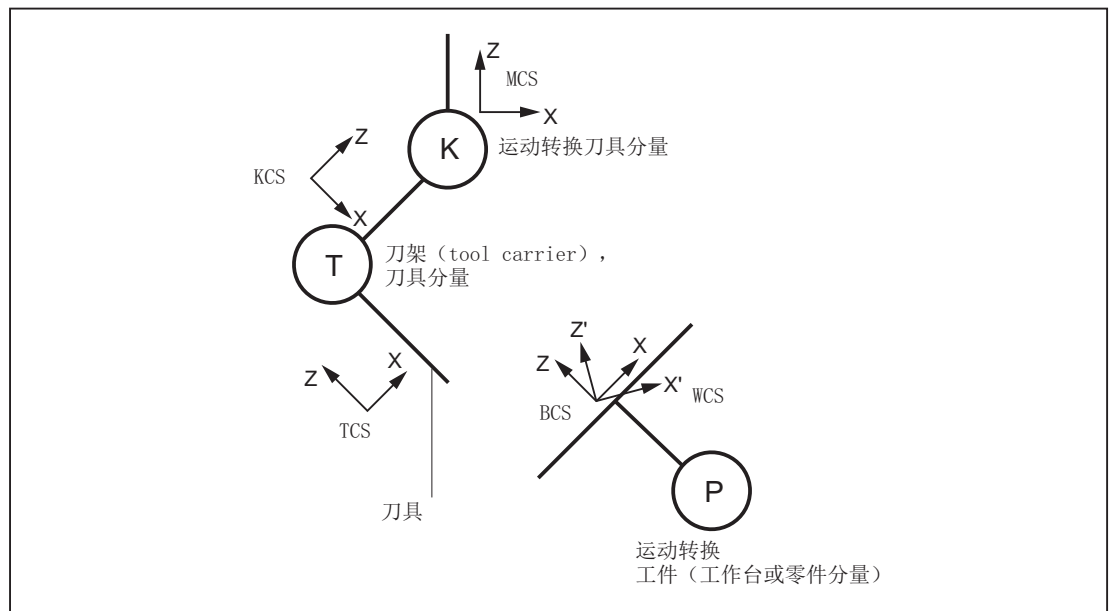 Z
MCS
X
K
运动转换刀具分量
Z
KCS
X
T
刀架（tool carrier），
刀具分量
Z
X
TCS
刀具
Z'
Z
X
X'
WCS
BCS
P
运动转换
工件（工作台或零件分量）